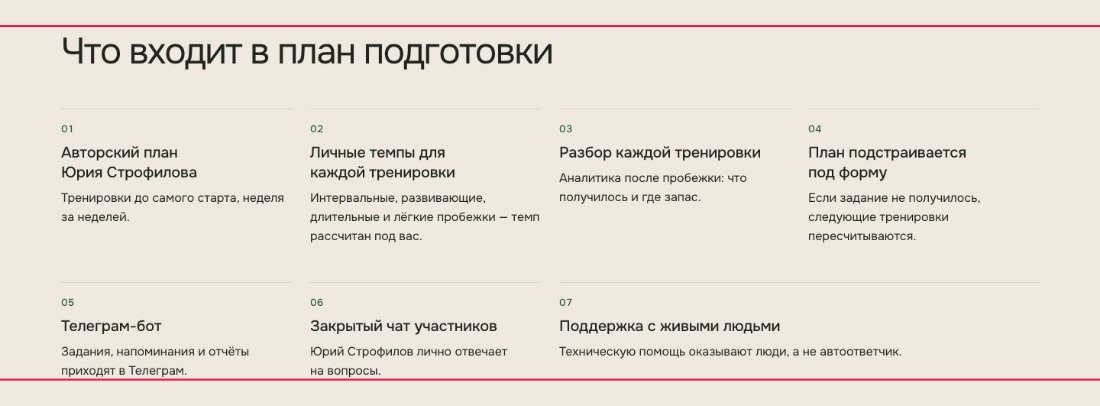 Что входит в план подготовки
01
Авторский план
Юрия Строфилова
Тренировки до самого старта, неделя
за неделей.
02
Личные темпы для
каждой тренировки
Интервальные, развивающие,
длительные и лёгкие пробежки — темп
рассчитан под вас.
03
Разбор каждой тренировки
Аналитика после пробежки: что
получилось и где запас.
04
План подстраивается
под форму
Если задание не получилось,
следующие тренировки
пересчитываются.
05
Телеграм-бот
Задания, напоминания и отчёты
приходят в Телеграм.
06
Закрытый чат участников
Юрий Строфилов лично отвечает
на вопросы.
07
Поддержка с живыми людьми
Техническую помощь оказывают люди, а не автоответчик.